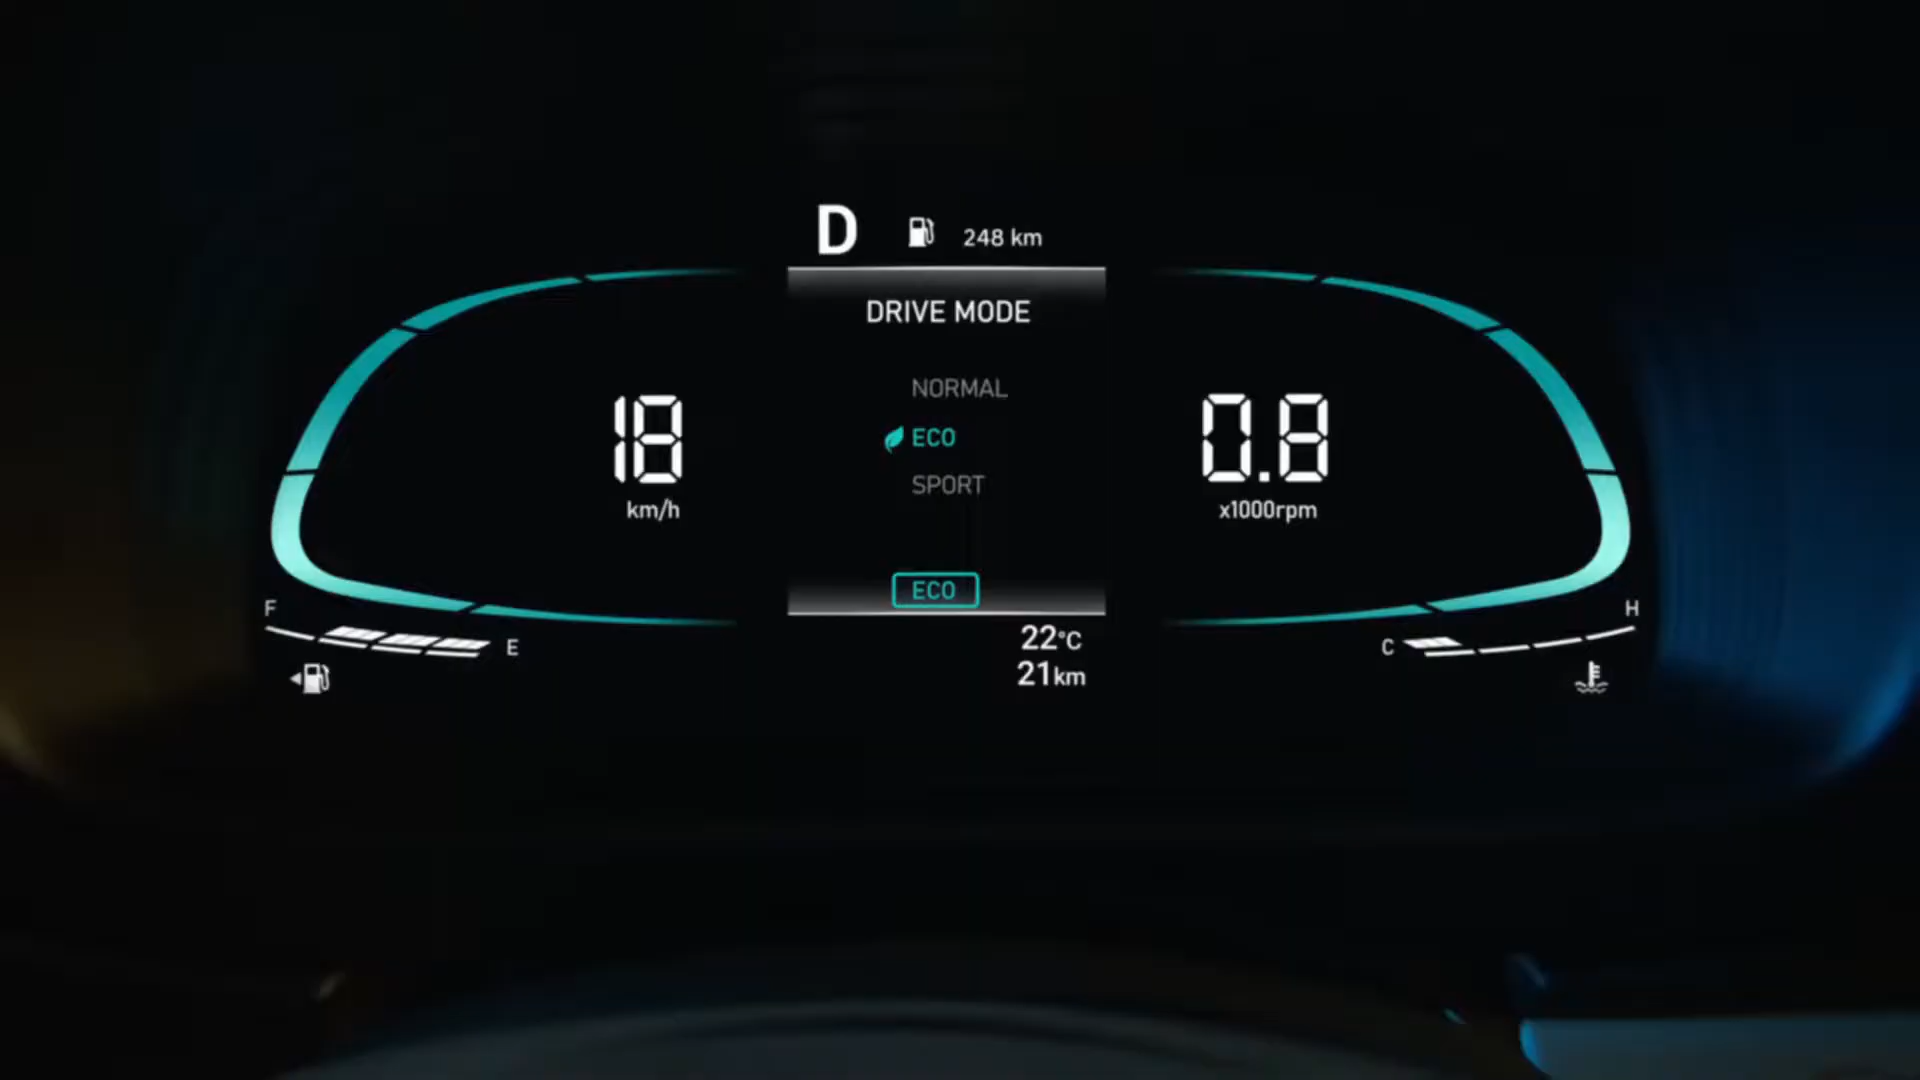 D 248 km
DRIVE MODE
NORMAL
ECO
SPORT
18
km/h
0.8
x1000rpm
ECO
F
E
22°C
21km
C
H